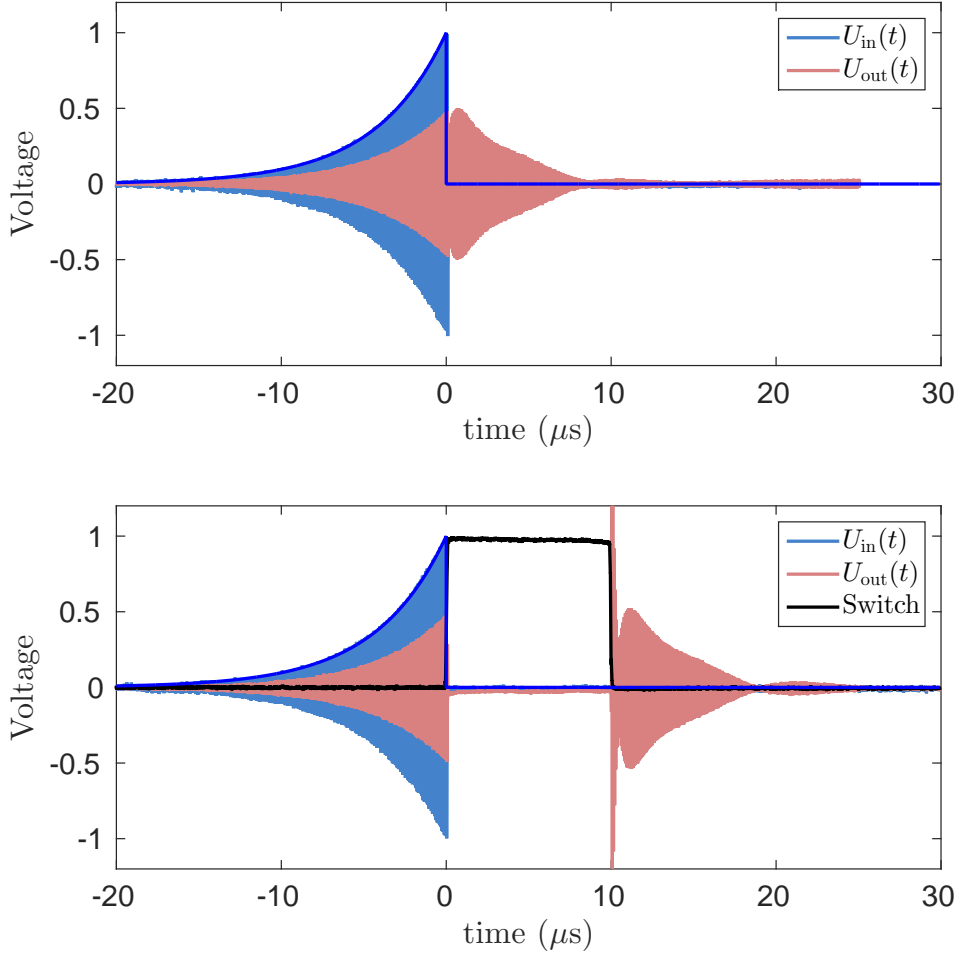 1
0.5
0
-0.5
-1
Voltage
U_in(t)
U_out(t)
-20 -10 0 10 20 30
time (μs)
1
0.5
0
-0.5
-1
Voltage
U_in(t)
U_out(t)
Switch
-20 -10 0 10 20 30
time (μs)